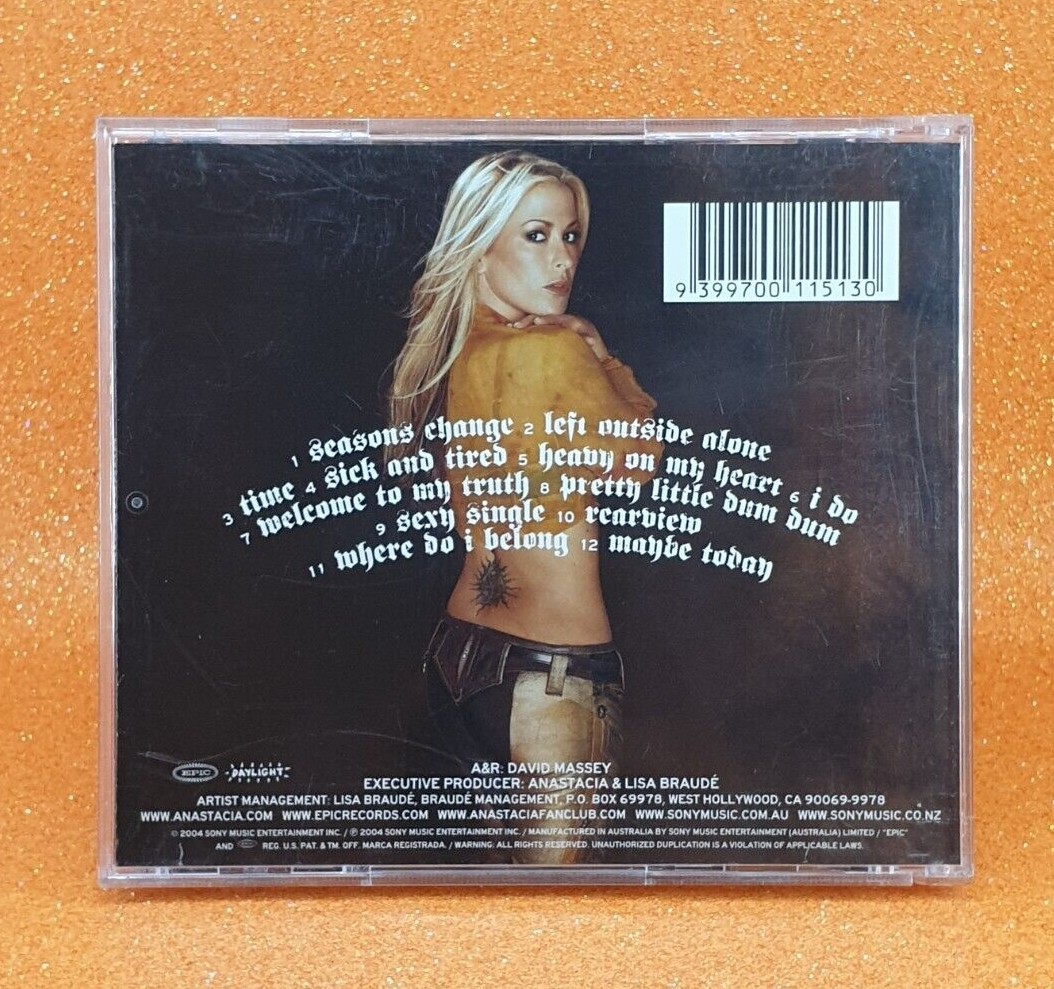 9 399700 115130
1 seasons change 2 left outside alone
3 time 4 sick and tired 5 heavy on my heart 6 i do
7 welcome to my truth 8 pretty little dum dum
9 sexy single 10 rearview
11 where do i belong 12 maybe today
EPIC DAYLIGHT
A&R: DAVID MASSEY
EXECUTIVE PRODUCER: ANASTACIA & LISA BRAUDÉ
ARTIST MANAGEMENT: LISA BRAUDÉ, BRAUDÉ MANAGEMENT, P.O. BOX 69978, WEST HOLLYWOOD, CA 90069-9978
WWW.ANASTACIA.COM WWW.EPICRECORDS.COM WWW.ANASTACIAFANCLUB.COM WWW.SONYMUSIC.COM.AU WWW.SONYMUSIC.CO.NZ
© 2004 SONY MUSIC ENTERTAINMENT INC. / ℗ 2004 SONY MUSIC ENTERTAINMENT INC. / MANUFACTURED IN AUSTRALIA BY SONY MUSIC ENTERTAINMENT (AUSTRALIA) LIMITED / "EPIC"
AND REG. U.S. PAT. & TM. OFF. MARCA REGISTRADA. / WARNING: ALL RIGHTS RESERVED. UNAUTHORIZED DUPLICATION IS A VIOLATION OF APPLICABLE LAWS.